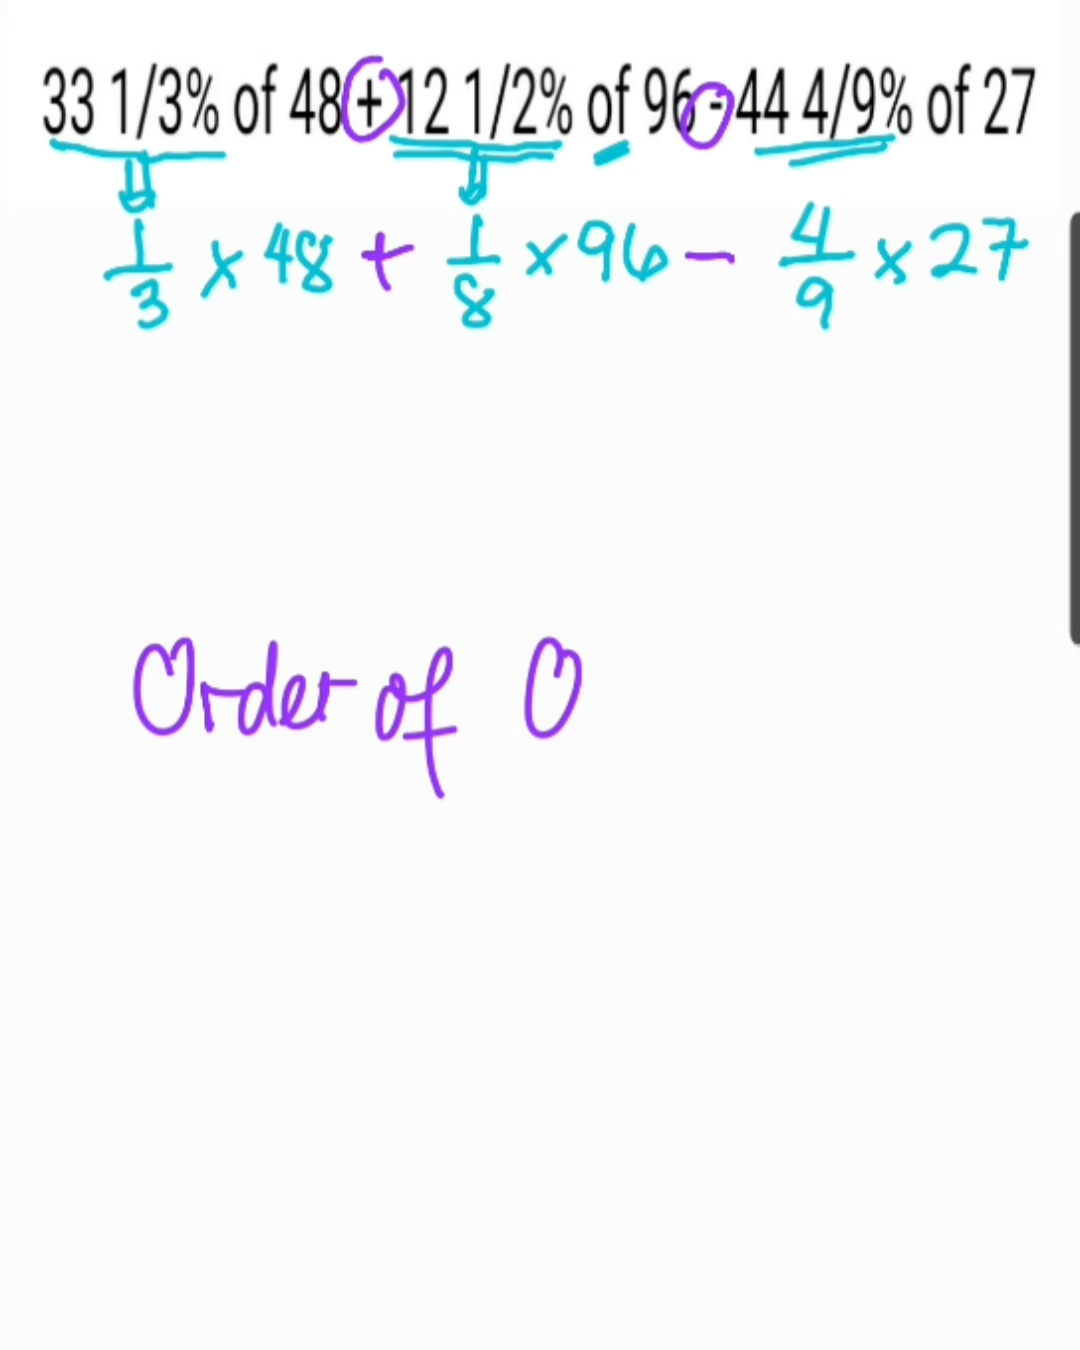 33 1/3% of 48 + 12 1/2% of 96 - 44 4/9% of 27
1/3 x 48 + 1/8 x 96 - 4/9 x 27
Order of O